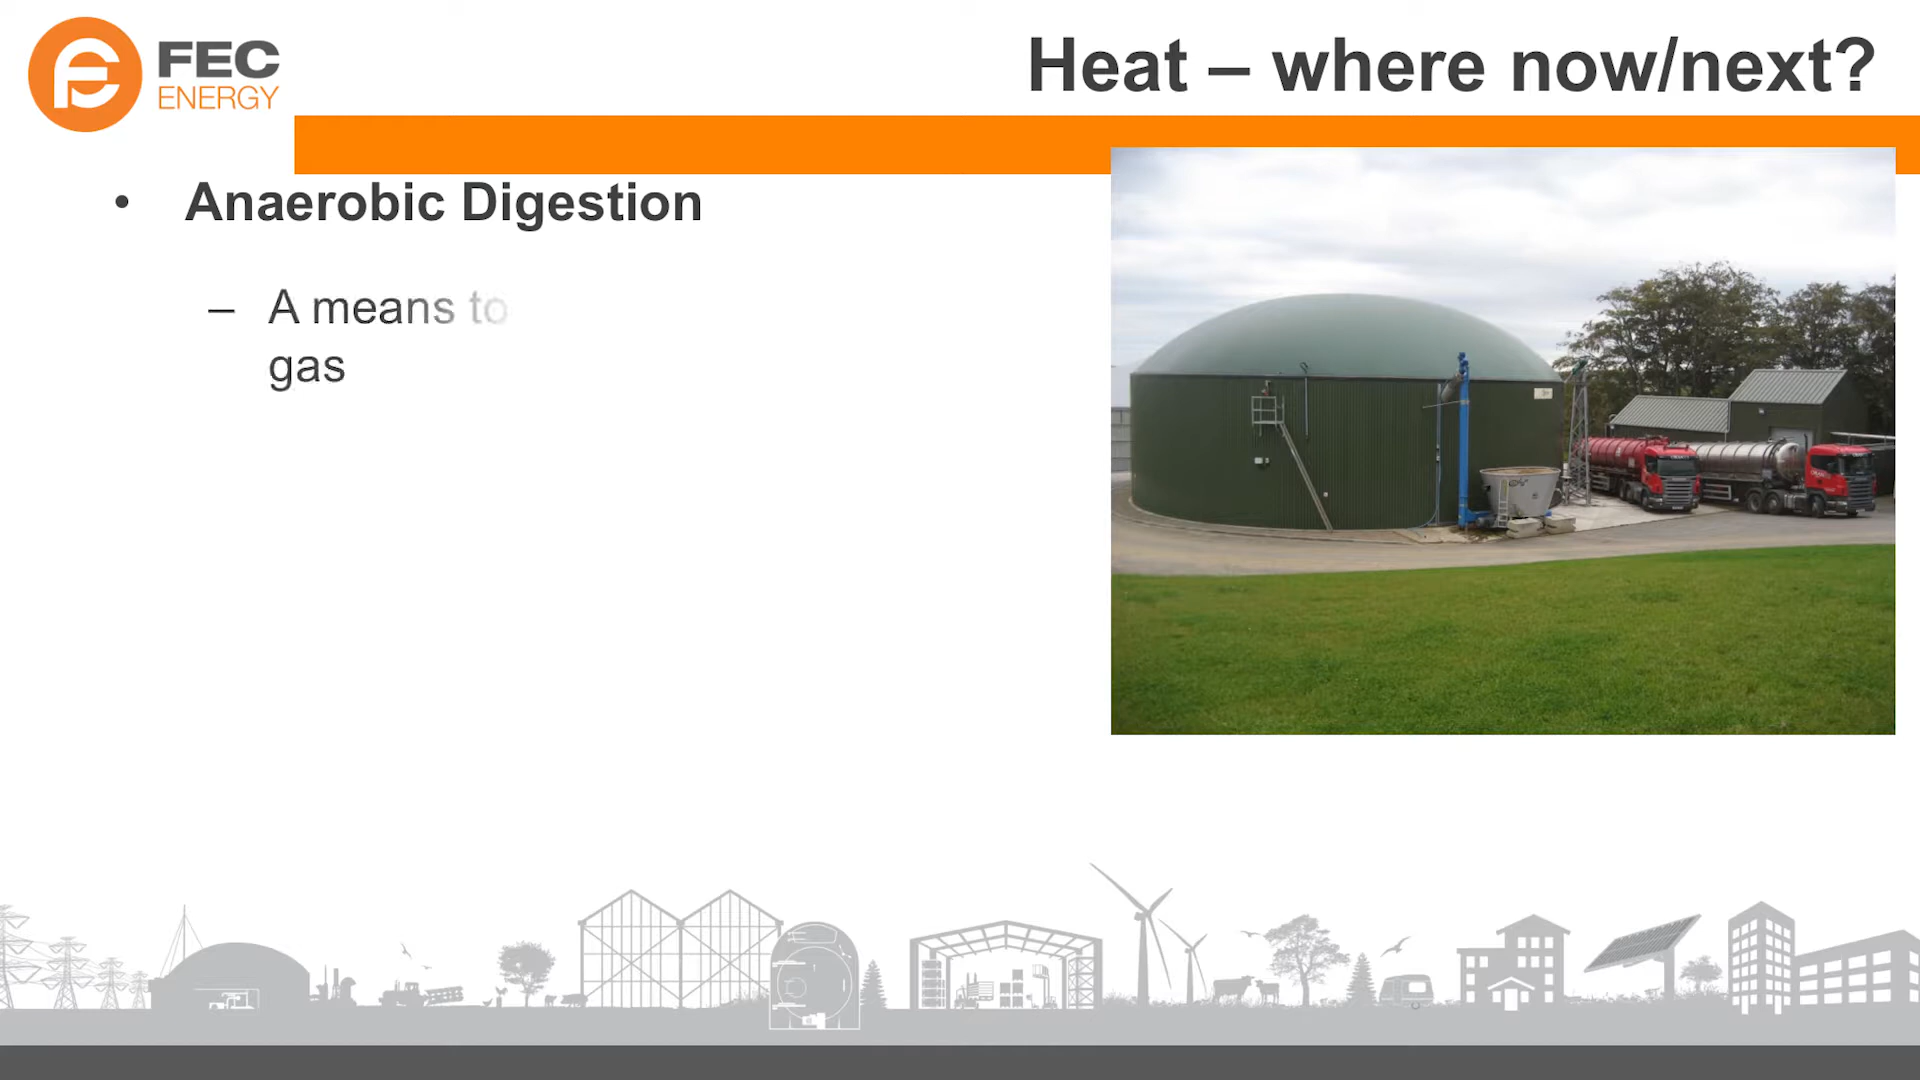 FEC
ENERGY
Heat – where now/next?
• Anaerobic Digestion
– A means to
gas